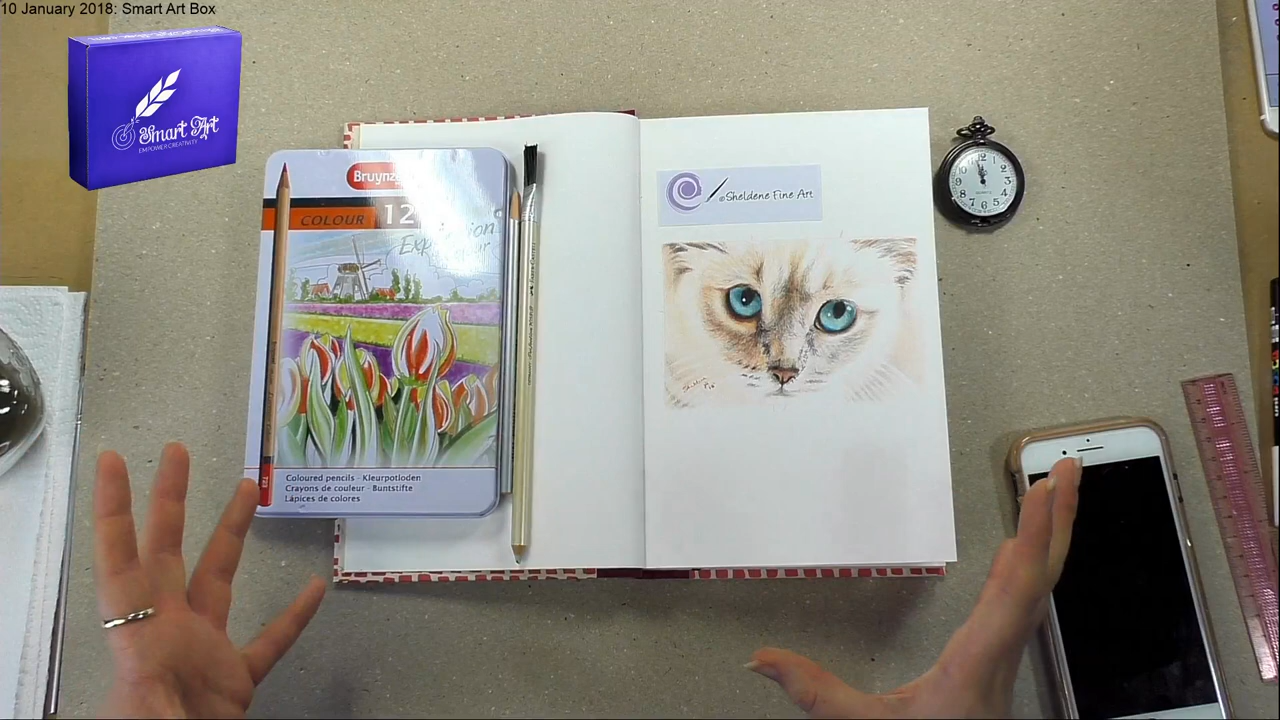 10 January 2018: Smart Art Box
Smart Art
EMPOWER CREATIVITY
Bruynz
COLOUR 12
Coloured pencils - Kleurpotloden
Crayons de couleur - Buntstifte
Lápices de colores
©Sheldene Fine Art